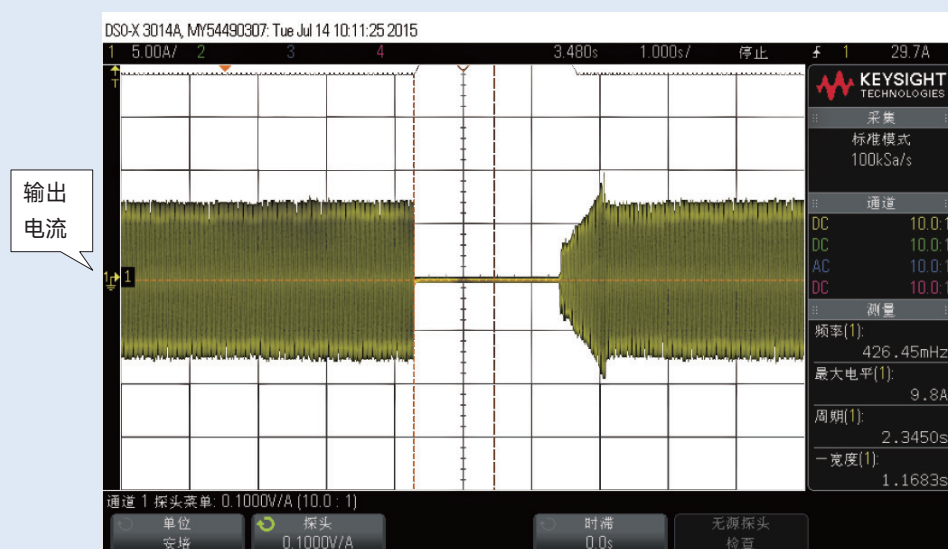 DSO-X 3014A, MY54490307: Tue Jul 14 10:11:25 2015
1 5.00A/ 2 3 4 3.480s 1.000s/ 停止 1 29.7A
T
KEYSIGHT
TECHNOLOGIES
采集
标准模式
100kSa/s
输出
电流
通道
DC 10.0:1
DC 10.0:1
AC 10.0:1
DC 10.0:1
1 1
测量
频率(1):
426.45mHz
最大电平(1):
9.8A
周期(1):
2.3450s
一宽度(1):
1.1683s
通道 1 探头菜单: 0.1000V/A (10.0 : 1)
单位 探头 时滞 无源探头
安培 0.1000V/A 0.0s 检查